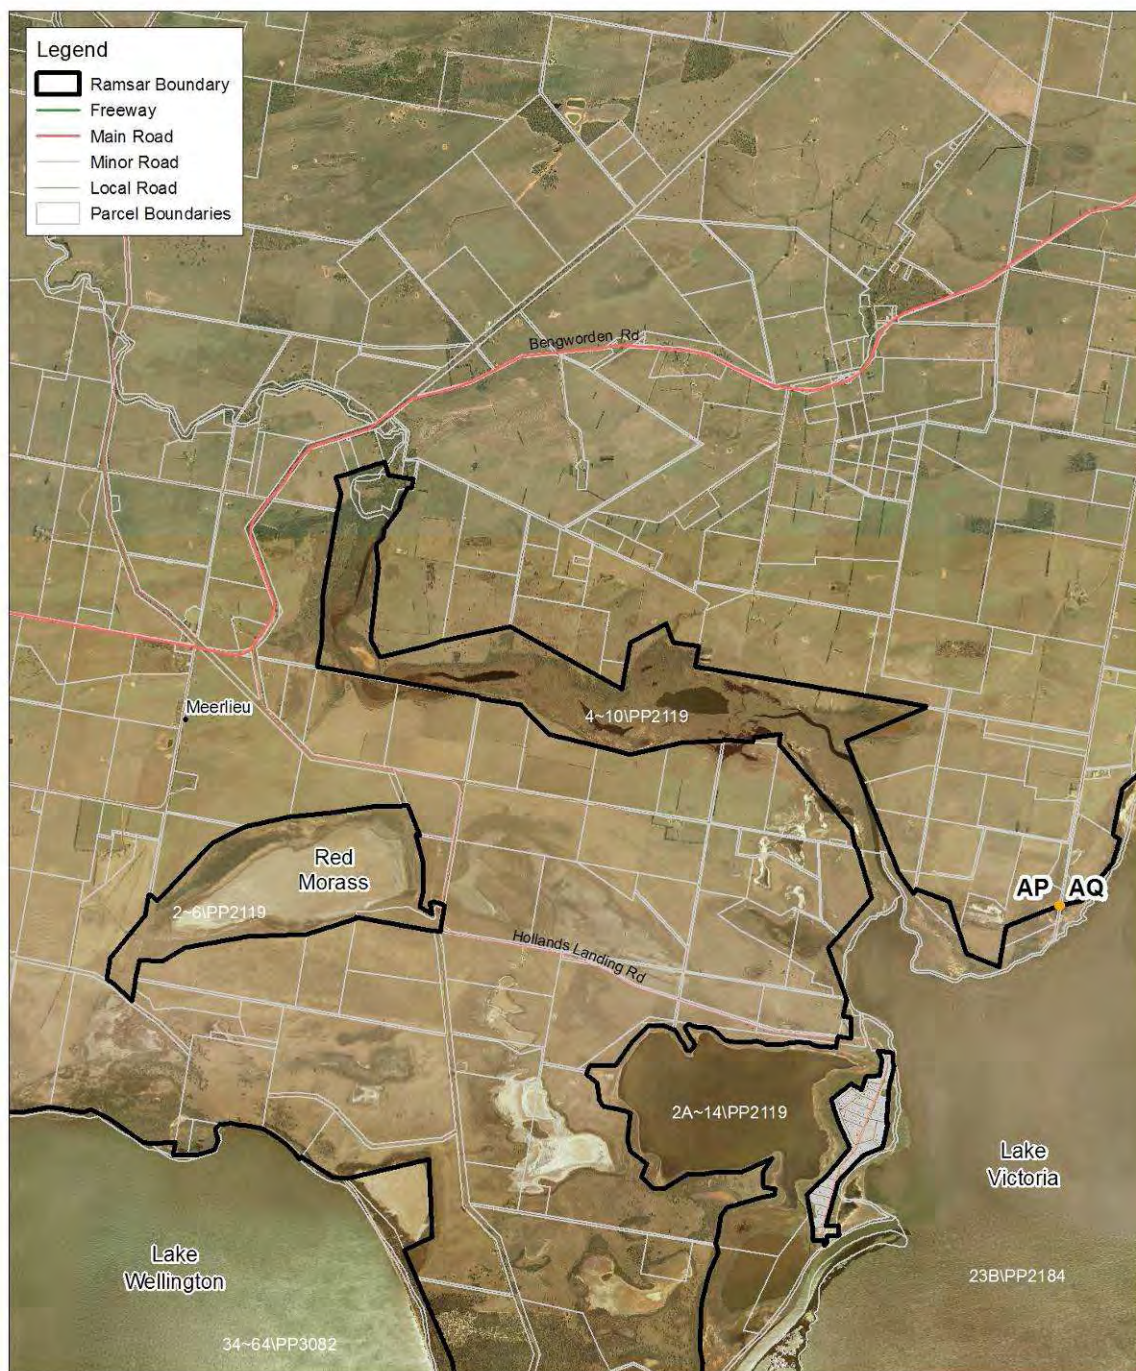 Legend
Ramsar Boundary
Freeway
Main Road
Minor Road
Local Road
Parcel Boundaries
Bengworden Rd
Meerlieu
4~10\PP2119
Red
Morass
2~6\PP2119
AP AQ
Hollands Landing Rd
2A~14\PP2119
Lake
Victoria
Lake
Wellington
23B\PP2184
34~64\PP3082